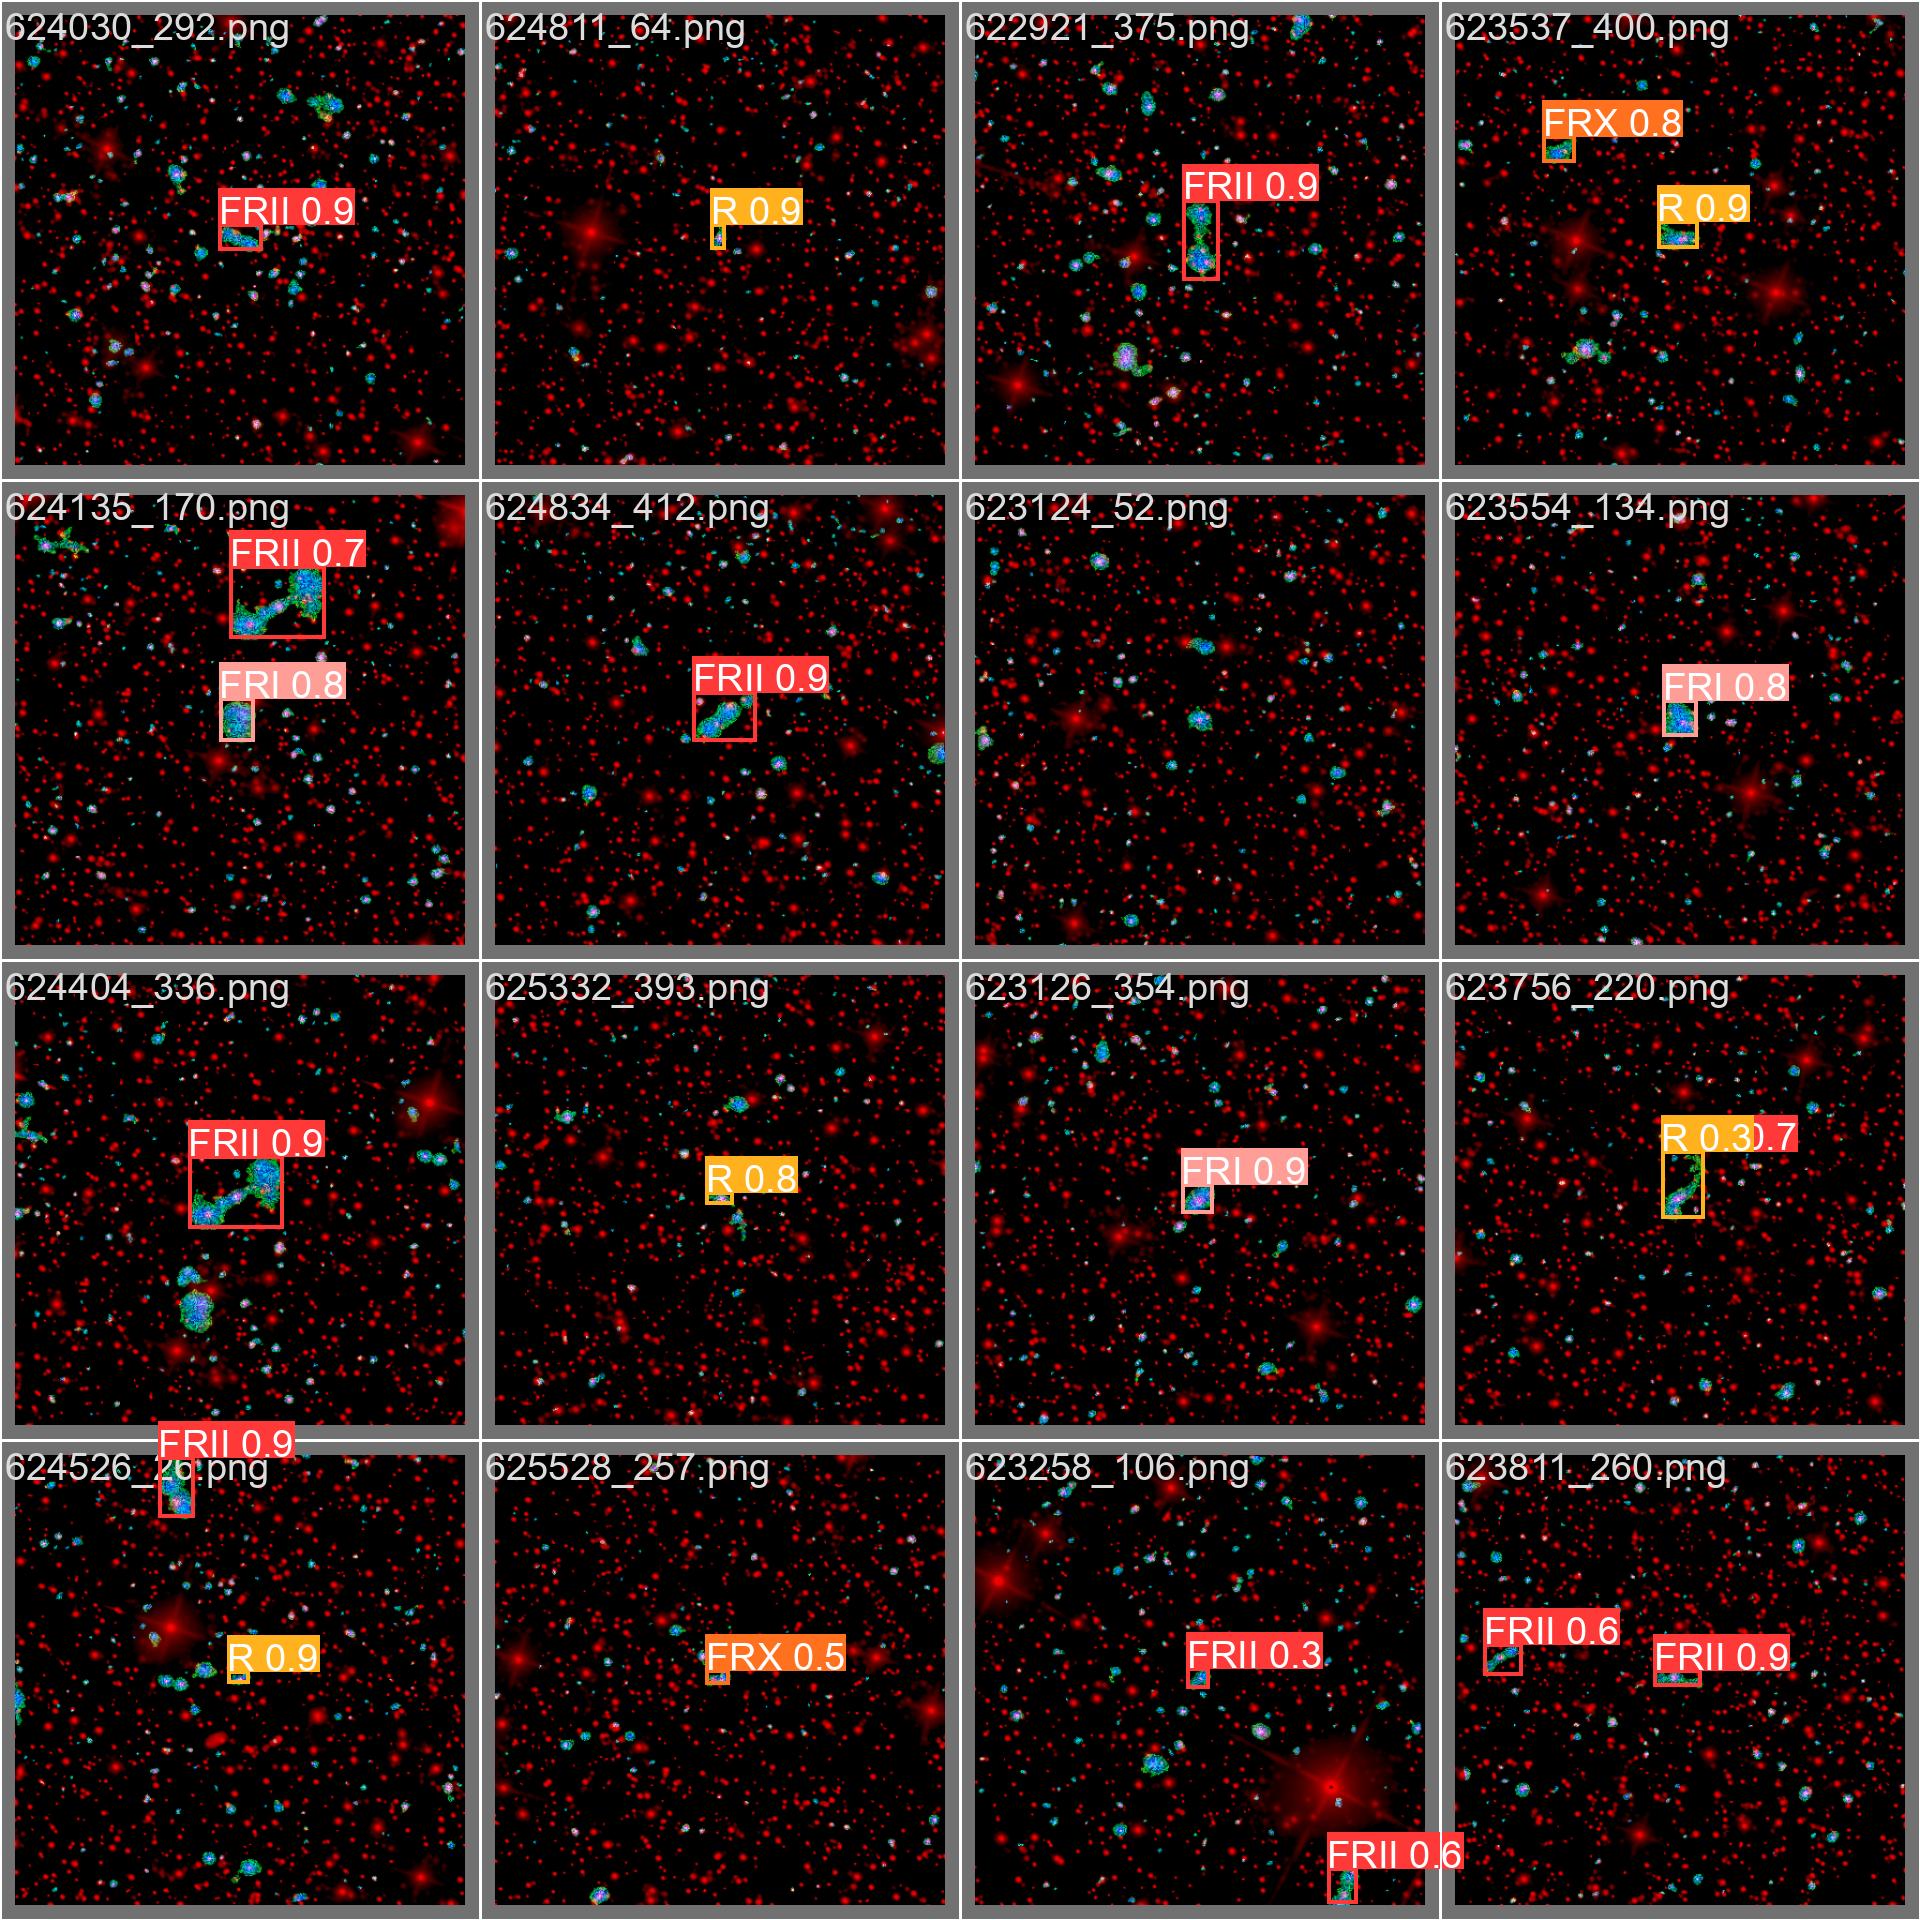 624030_292.png
FRII 0.9
624811_64.png
R 0.9
622921_375.png
FRII 0.9
623537_400.png
FRX 0.8
R 0.9
624135_170.png
FRII 0.7
FRI 0.8
624834_412.png
FRII 0.9
623124_52.png
623554_134.png
FRI 0.8
624404_336.png
FRII 0.9
625332_393.png
R 0.8
623126_354.png
FRI 0.9
623756_220.png
R 0.3
0.7
624526_26.png
FRII 0.9
R 0.9
625528_257.png
FRX 0.5
623258_106.png
FRII 0.3
FRII 0.6
623811_260.png
FRII 0.6
FRII 0.9